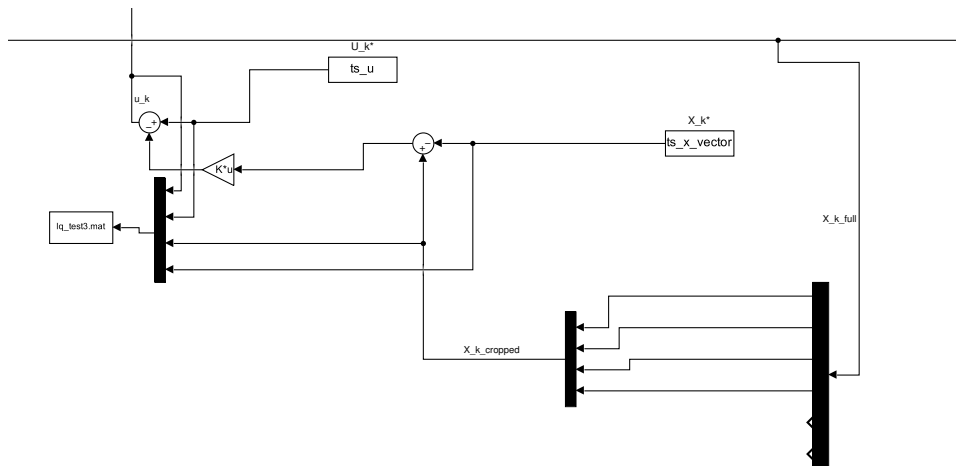 U_k*
ts_u
u_k
X_k*
ts_x_vector
K*u
lq_test3.mat
X_k_full
X_k_cropped